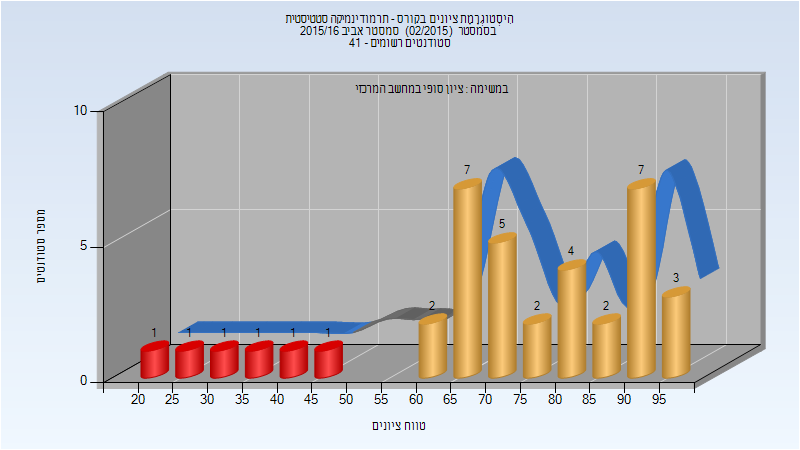 היסטוגרמת ציונים בקורס - תרמודינמיקה סטטיסטית
בסמסטר (02/2015) סמסטר אביב 2015/16
סטודנטים רשומים - 41
במשימה : ציון סופי במחשב המרכזי
מספר סטודנטים
10
5
0
1 1 1 1 1 1 2 7 5 2 4 2 7 3
20 25 30 35 40 45 50 55 60 65 70 75 80 85 90 95
טווח ציונים